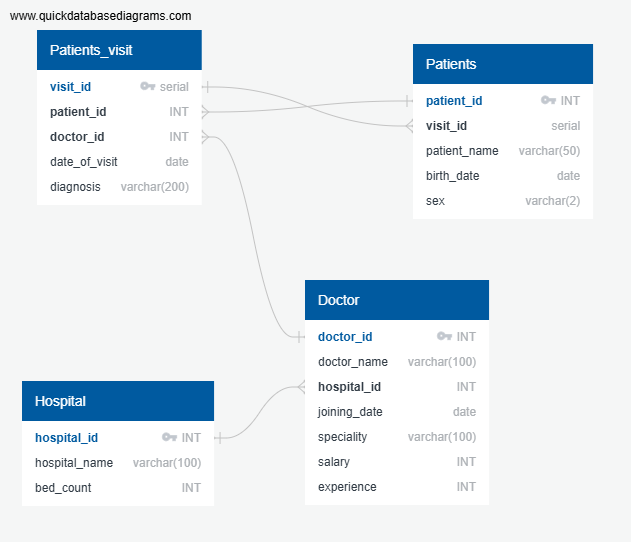 www.quickdatabasediagrams.com
Patients_visit
visit_id serial
patient_id INT
doctor_id INT
date_of_visit date
diagnosis varchar(200)
Patients
patient_id INT
visit_id serial
patient_name varchar(50)
birth_date date
sex varchar(2)
Doctor
doctor_id INT
doctor_name varchar(100)
hospital_id INT
joining_date date
speciality varchar(100)
salary INT
experience INT
Hospital
hospital_id INT
hospital_name varchar(100)
bed_count INT